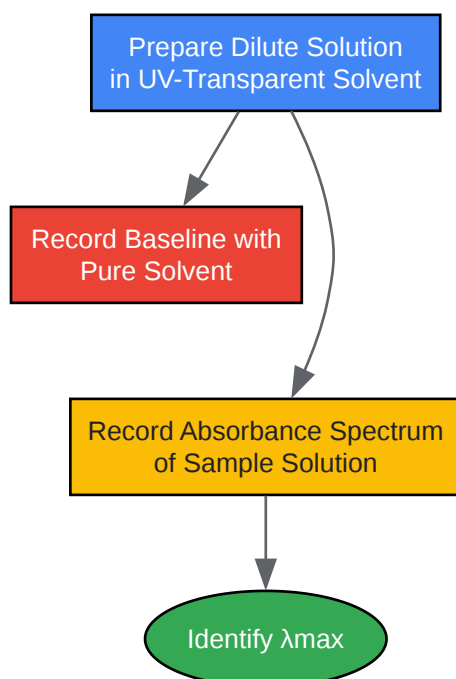 Prepare Dilute Solution
in UV-Transparent Solvent
Record Baseline with
Pure Solvent
Record Absorbance Spectrum
of Sample Solution
Identify λmax